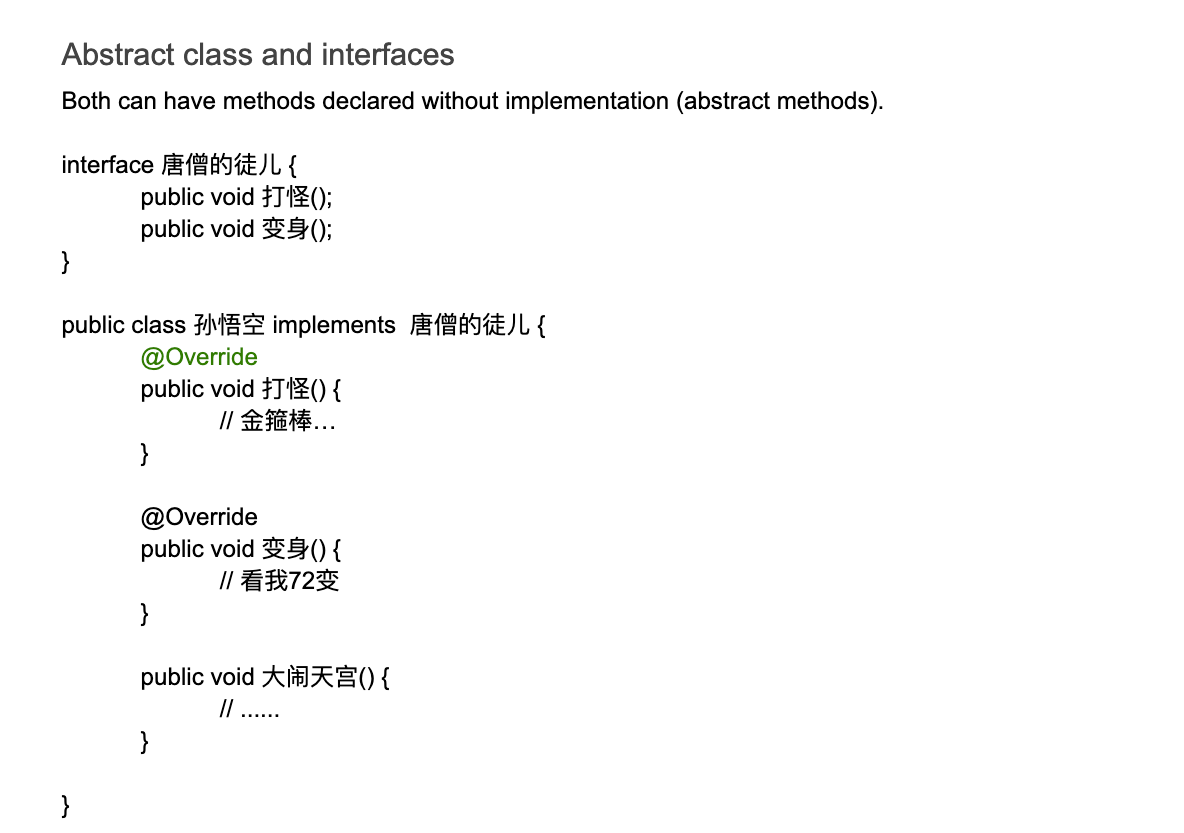 Abstract class and interfaces
Both can have methods declared without implementation (abstract methods).
interface 唐僧的徒儿 {
public void 打怪();
public void 变身();
}
public class 孙悟空 implements  唐僧的徒儿 {
@Override
public void 打怪() {
// 金箍棒…
}
@Override
public void 变身() {
// 看我72变
}
public void 大闹天宫() {
// ......
}
}